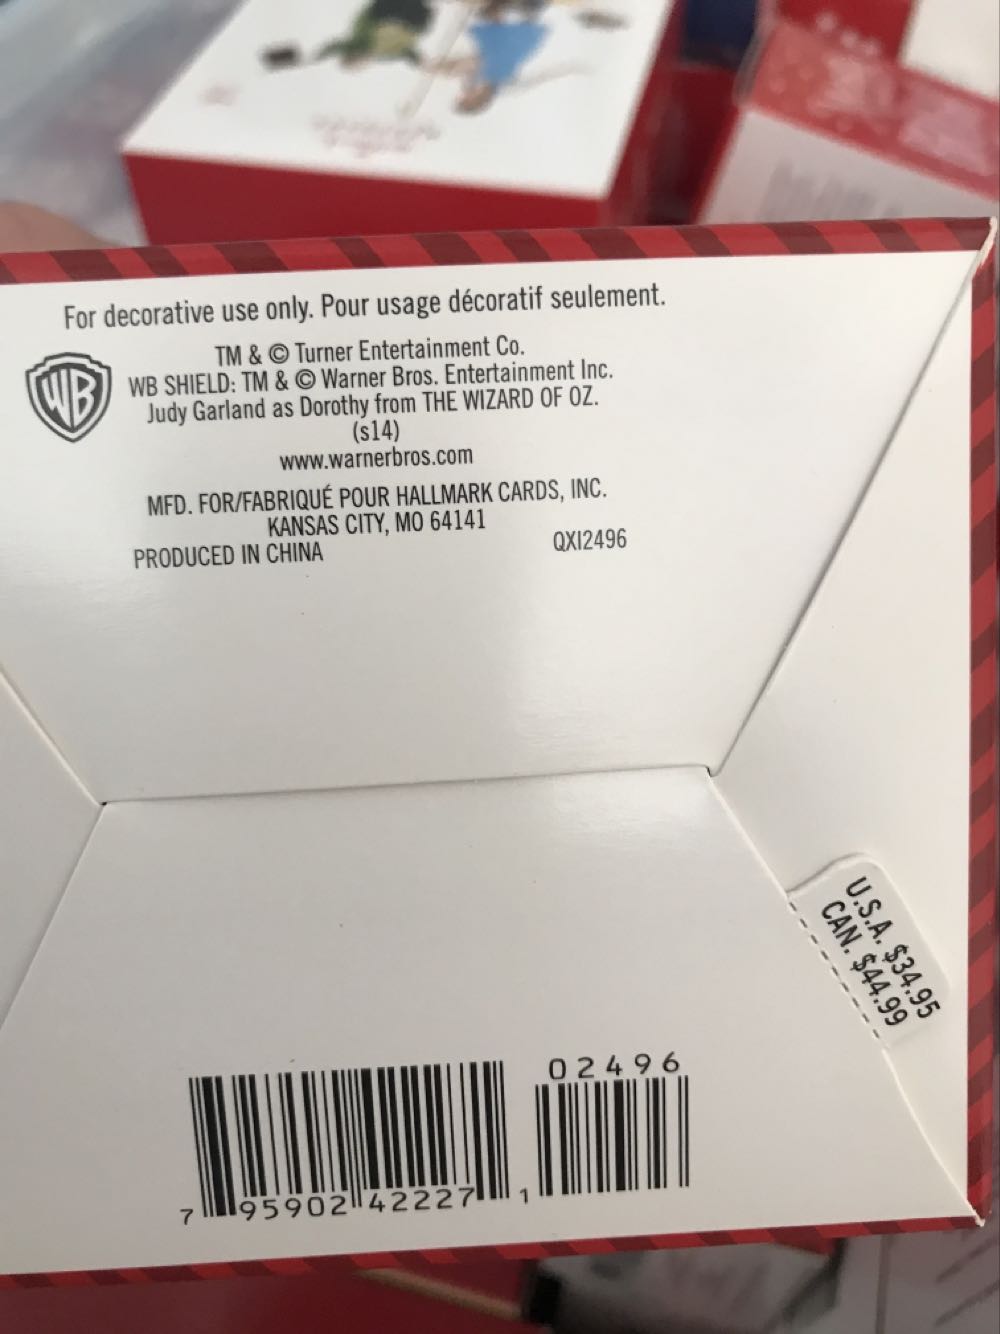 For decorative use only. Pour usage décoratif seulement.
WB
TM & © Turner Entertainment Co.
WB SHIELD: TM & © Warner Bros. Entertainment Inc.
Judy Garland as Dorothy from THE WIZARD OF OZ.
(s14)
www.warnerbros.com
MFD. FOR/FABRIQUÉ POUR HALLMARK CARDS, INC.
KANSAS CITY, MO 64141
PRODUCED IN CHINA QXI2496
U.S.A. $34.95
CAN. $44.99
02496
7 95902 42227 1